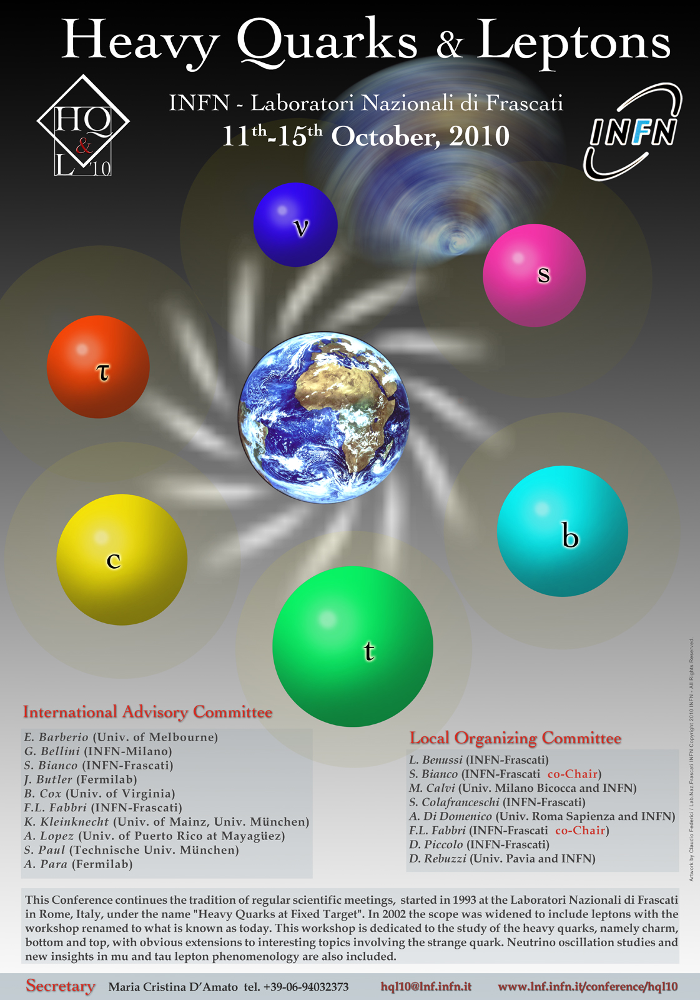 Heavy Quarks & Leptons
INFN - Laboratori Nazionali di Frascati
11th-15th October, 2010
HQ
&
L '10
INFN
ν
s
τ
b
c
t
International Advisory Committee
E. Barberio (Univ. of Melbourne)
G. Bellini (INFN-Milano)
S. Bianco (INFN-Frascati)
J. Butler (Fermilab)
B. Cox (Univ. of Virginia)
F.L. Fabbri (INFN-Frascati)
K. Kleinknecht (Univ. of Mainz, Univ. München)
A. Lopez (Univ. of Puerto Rico at Mayagüez)
S. Paul (Technische Univ. München)
A. Para (Fermilab)
Local Organizing Committee
L. Benussi (INFN-Frascati)
S. Bianco (INFN-Frascati co-Chair)
M. Calvi (Univ. Milano Bicocca and INFN)
S. Colafranceschi (INFN-Frascati)
A. Di Domenico (Univ. Roma Sapienza and INFN)
F.L. Fabbri (INFN-Frascati co-Chair)
D. Piccolo (INFN-Frascati)
D. Rebuzzi (Univ. Pavia and INFN)
Artwork by Claudio Federici / Lab.Naz.Frascati INFN Copyright 2010 INFN - All Rights Reserved.
This Conference continues the tradition of regular scientific meetings, started in 1993 at the Laboratori Nazionali di Frascati
in Rome, Italy, under the name "Heavy Quarks at Fixed Target". In 2002 the scope was widened to include leptons with the
workshop renamed to what is known as today. This workshop is dedicated to the study of the heavy quarks, namely charm,
bottom and top, with obvious extensions to interesting topics involving the strange quark. Neutrino oscillation studies and
new insights in mu and tau lepton phenomenology are also included.
Secretary Maria Cristina D'Amato tel. +39-06-94032373 hql10@lnf.infn.it www.lnf.infn.it/conference/hql10